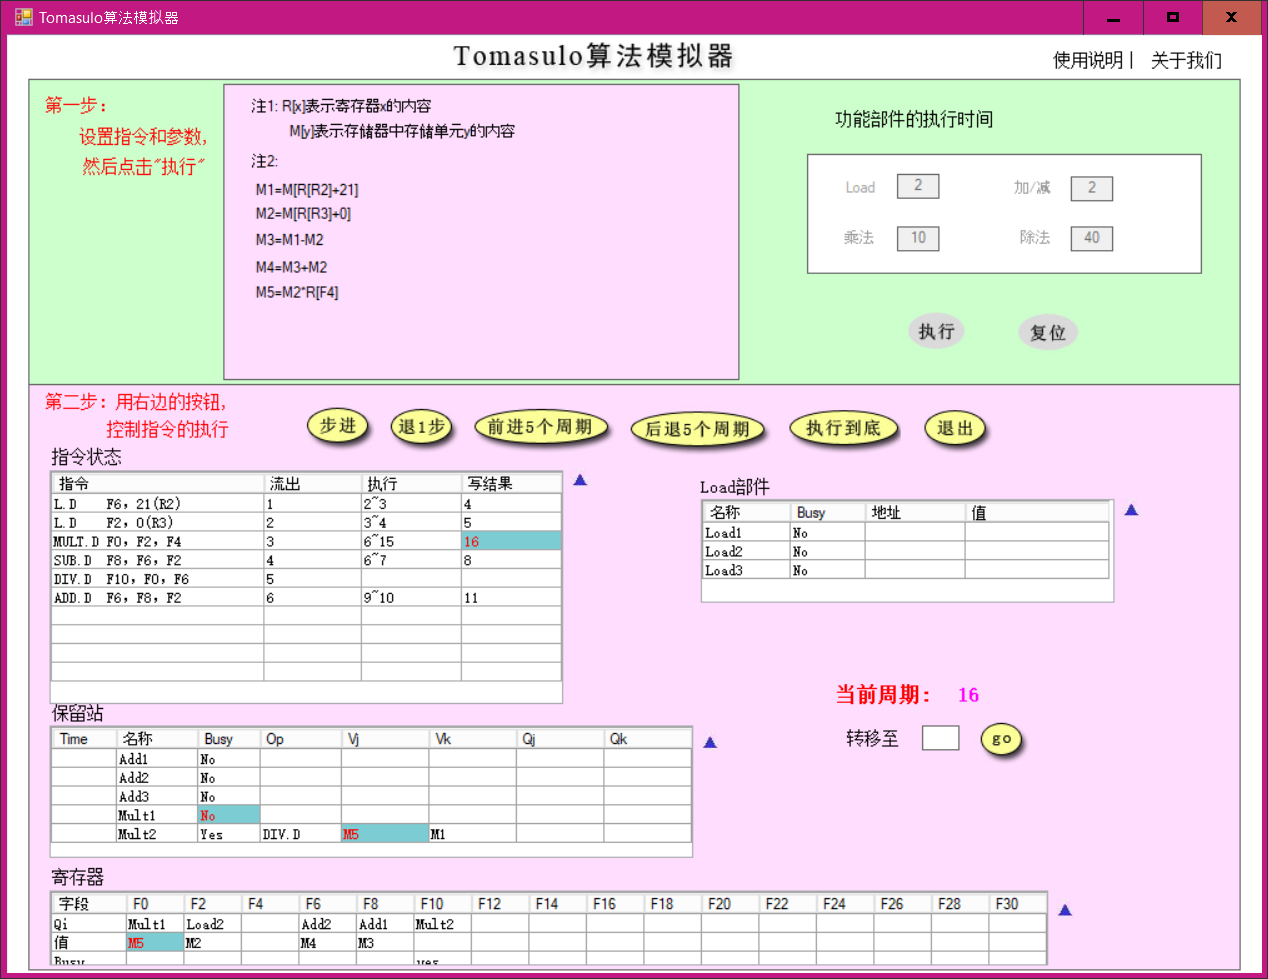 Tomasulo算法模拟器
Tomasulo算法模拟器
使用说明 | 关于我们
第一步：
设置指令和参数，
然后点击"执行"
注1: R[x]表示寄存器x的内容
M[y]表示存储器中存储单元y的内容
注2:
M1=M[R[R2]+21]
M2=M[R[R3]+0]
M3=M1-M2
M4=M3+M2
M5=M2*R[F4]
功能部件的执行时间
Load 2 加/减 2
乘法 10 除法 40
执行 复位
第二步：用右边的按钮，
控制指令的执行
步进 退1步 前进5个周期 后退5个周期 执行到底 退出
指令状态
指令 流出 执行 写结果
L.D F6, 21(R2) 1 2~3 4
L.D F2, 0(R3) 2 3~4 5
MULT.D F0, F2, F4 3 6~15 16
SUB.D F8, F6, F2 4 6~7 8
DIV.D F10, F0, F6 5
ADD.D F6, F8, F2 6 9~10 11
Load部件
名称 Busy 地址 值
Load1 No
Load2 No
Load3 No
当前周期： 16
转移至 go
保留站
Time 名称 Busy Op Vj Vk Qj Qk
Add1 No
Add2 No
Add3 No
Mult1 No
Mult2 Yes DIV.D M5 M1
寄存器
字段 F0 F2 F4 F6 F8 F10 F12 F14 F16 F18 F20 F22 F24 F26 F28 F30
Qi Mult1 Load2 Add2 Add1 Mult2
值 M5 M2 M4 M3
Busy yes